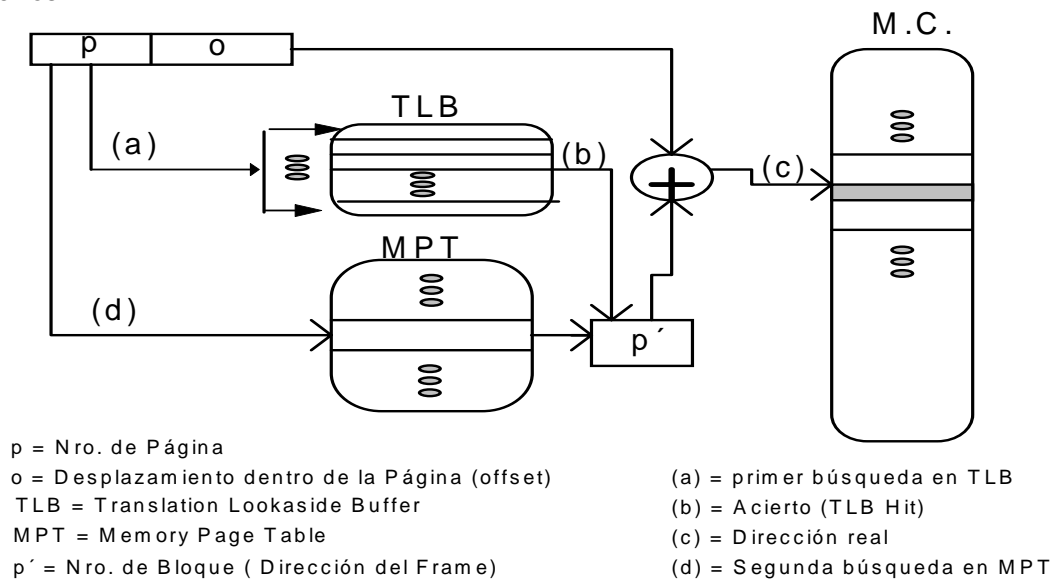 M.C.
p o
TLB
(a)
(b)
(c)
MPT
(d)
p´
p = Nro. de Página
o = Desplazamiento dentro de la Página (offset)
TLB = Translation Lookaside Buffer
MPT = Memory Page Table
p´ = Nro. de Bloque ( Dirección del Frame)
(a) = primer búsqueda en TLB
(b) = Acierto (TLB Hit)
(c) = Dirección real
(d) = Segunda búsqueda en MPT